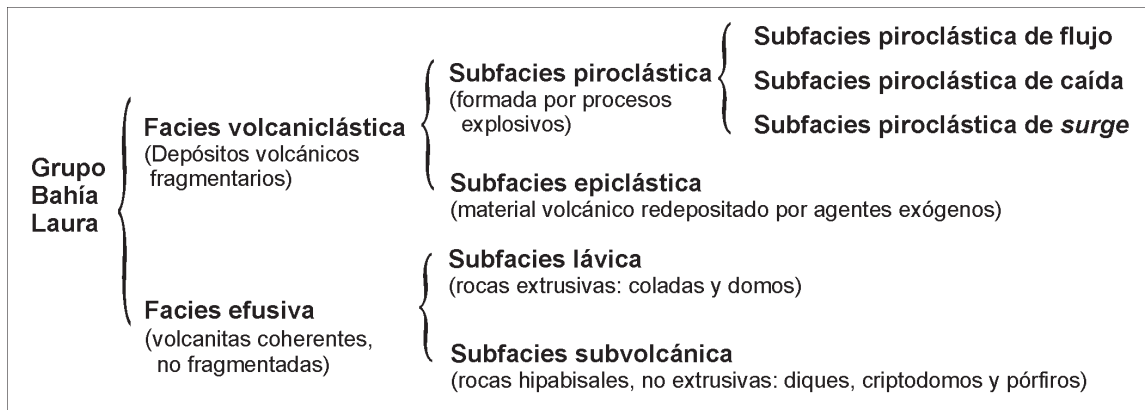 Grupo
Bahía
Laura
Facies volcaniclástica
(Depósitos volcánicos
fragmentarios)
Subfacies piroclástica
(formada por procesos
explosivos)
Subfacies piroclástica de flujo
Subfacies piroclástica de caída
Subfacies piroclástica de surge
Subfacies epiclástica
(material volcánico redepositado por agentes exógenos)
Facies efusiva
(volcanitas coherentes,
no fragmentadas)
Subfacies lávica
(rocas extrusivas: coladas y domos)
Subfacies subvolcánica
(rocas hipabisales, no extrusivas: diques, criptodomos y pórfiros)